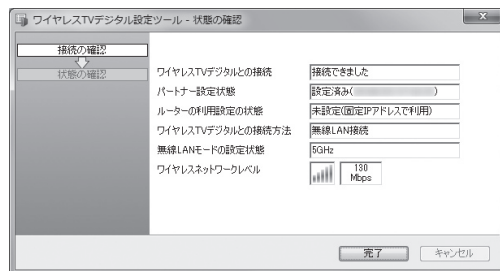 ワイヤレスTVデジタル設定ツール - 状態の確認
接続の確認
状態の確認
ワイヤレスTVデジタルとの接続 接続できました
パートナー設定状態 設定済み( )
ルーターの利用設定の状態 未設定(固定IPアドレスで利用)
ワイヤレスTVデジタルとの接続方法 無線LAN接続
無線LANモードの設定状態 5GHz
ワイヤレスネットワークレベル 130
Mbps
完了 キャンセル